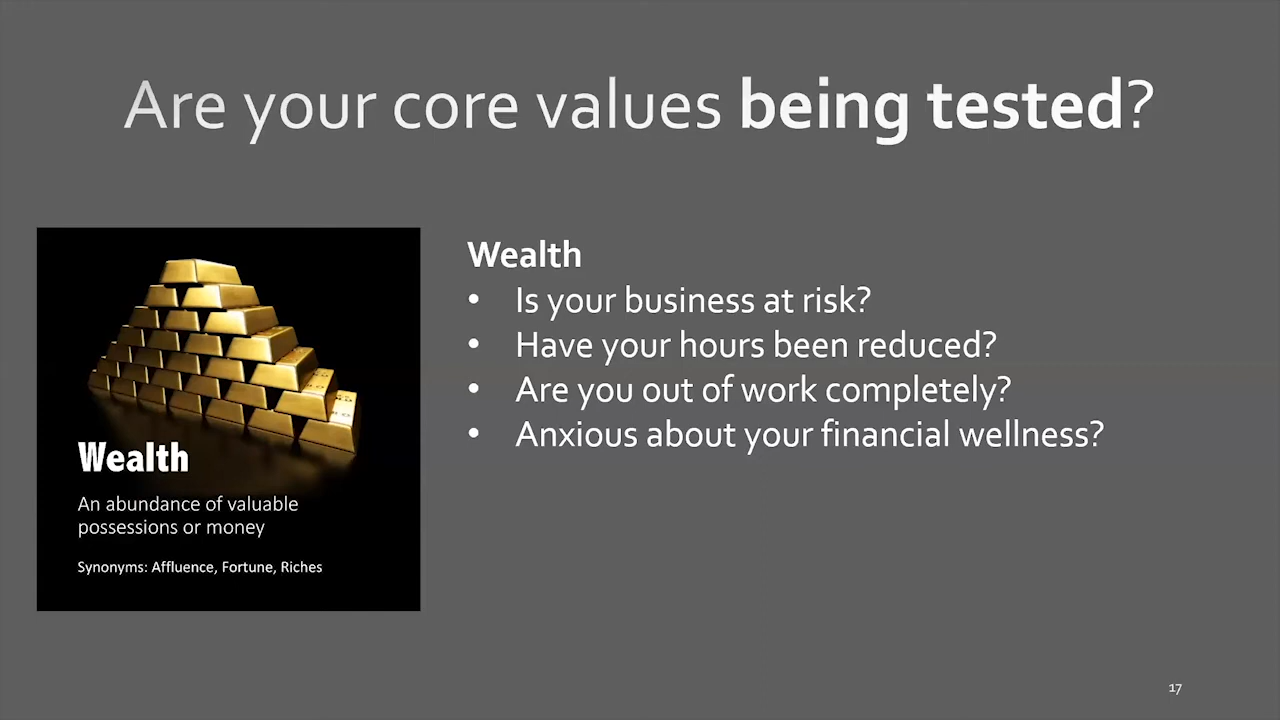 Are your core values being tested?
Wealth
An abundance of valuable
possessions or money
Synonyms: Affluence, Fortune, Riches
Wealth
• Is your business at risk?
• Have your hours been reduced?
• Are you out of work completely?
• Anxious about your financial wellness?
17